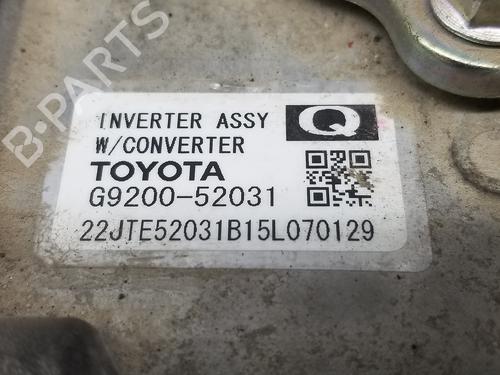 B-PARTS
INVERTER ASSY
W/CONVERTER
Q
TOYOTA
G9200-52031
22JTE52031B15L070129